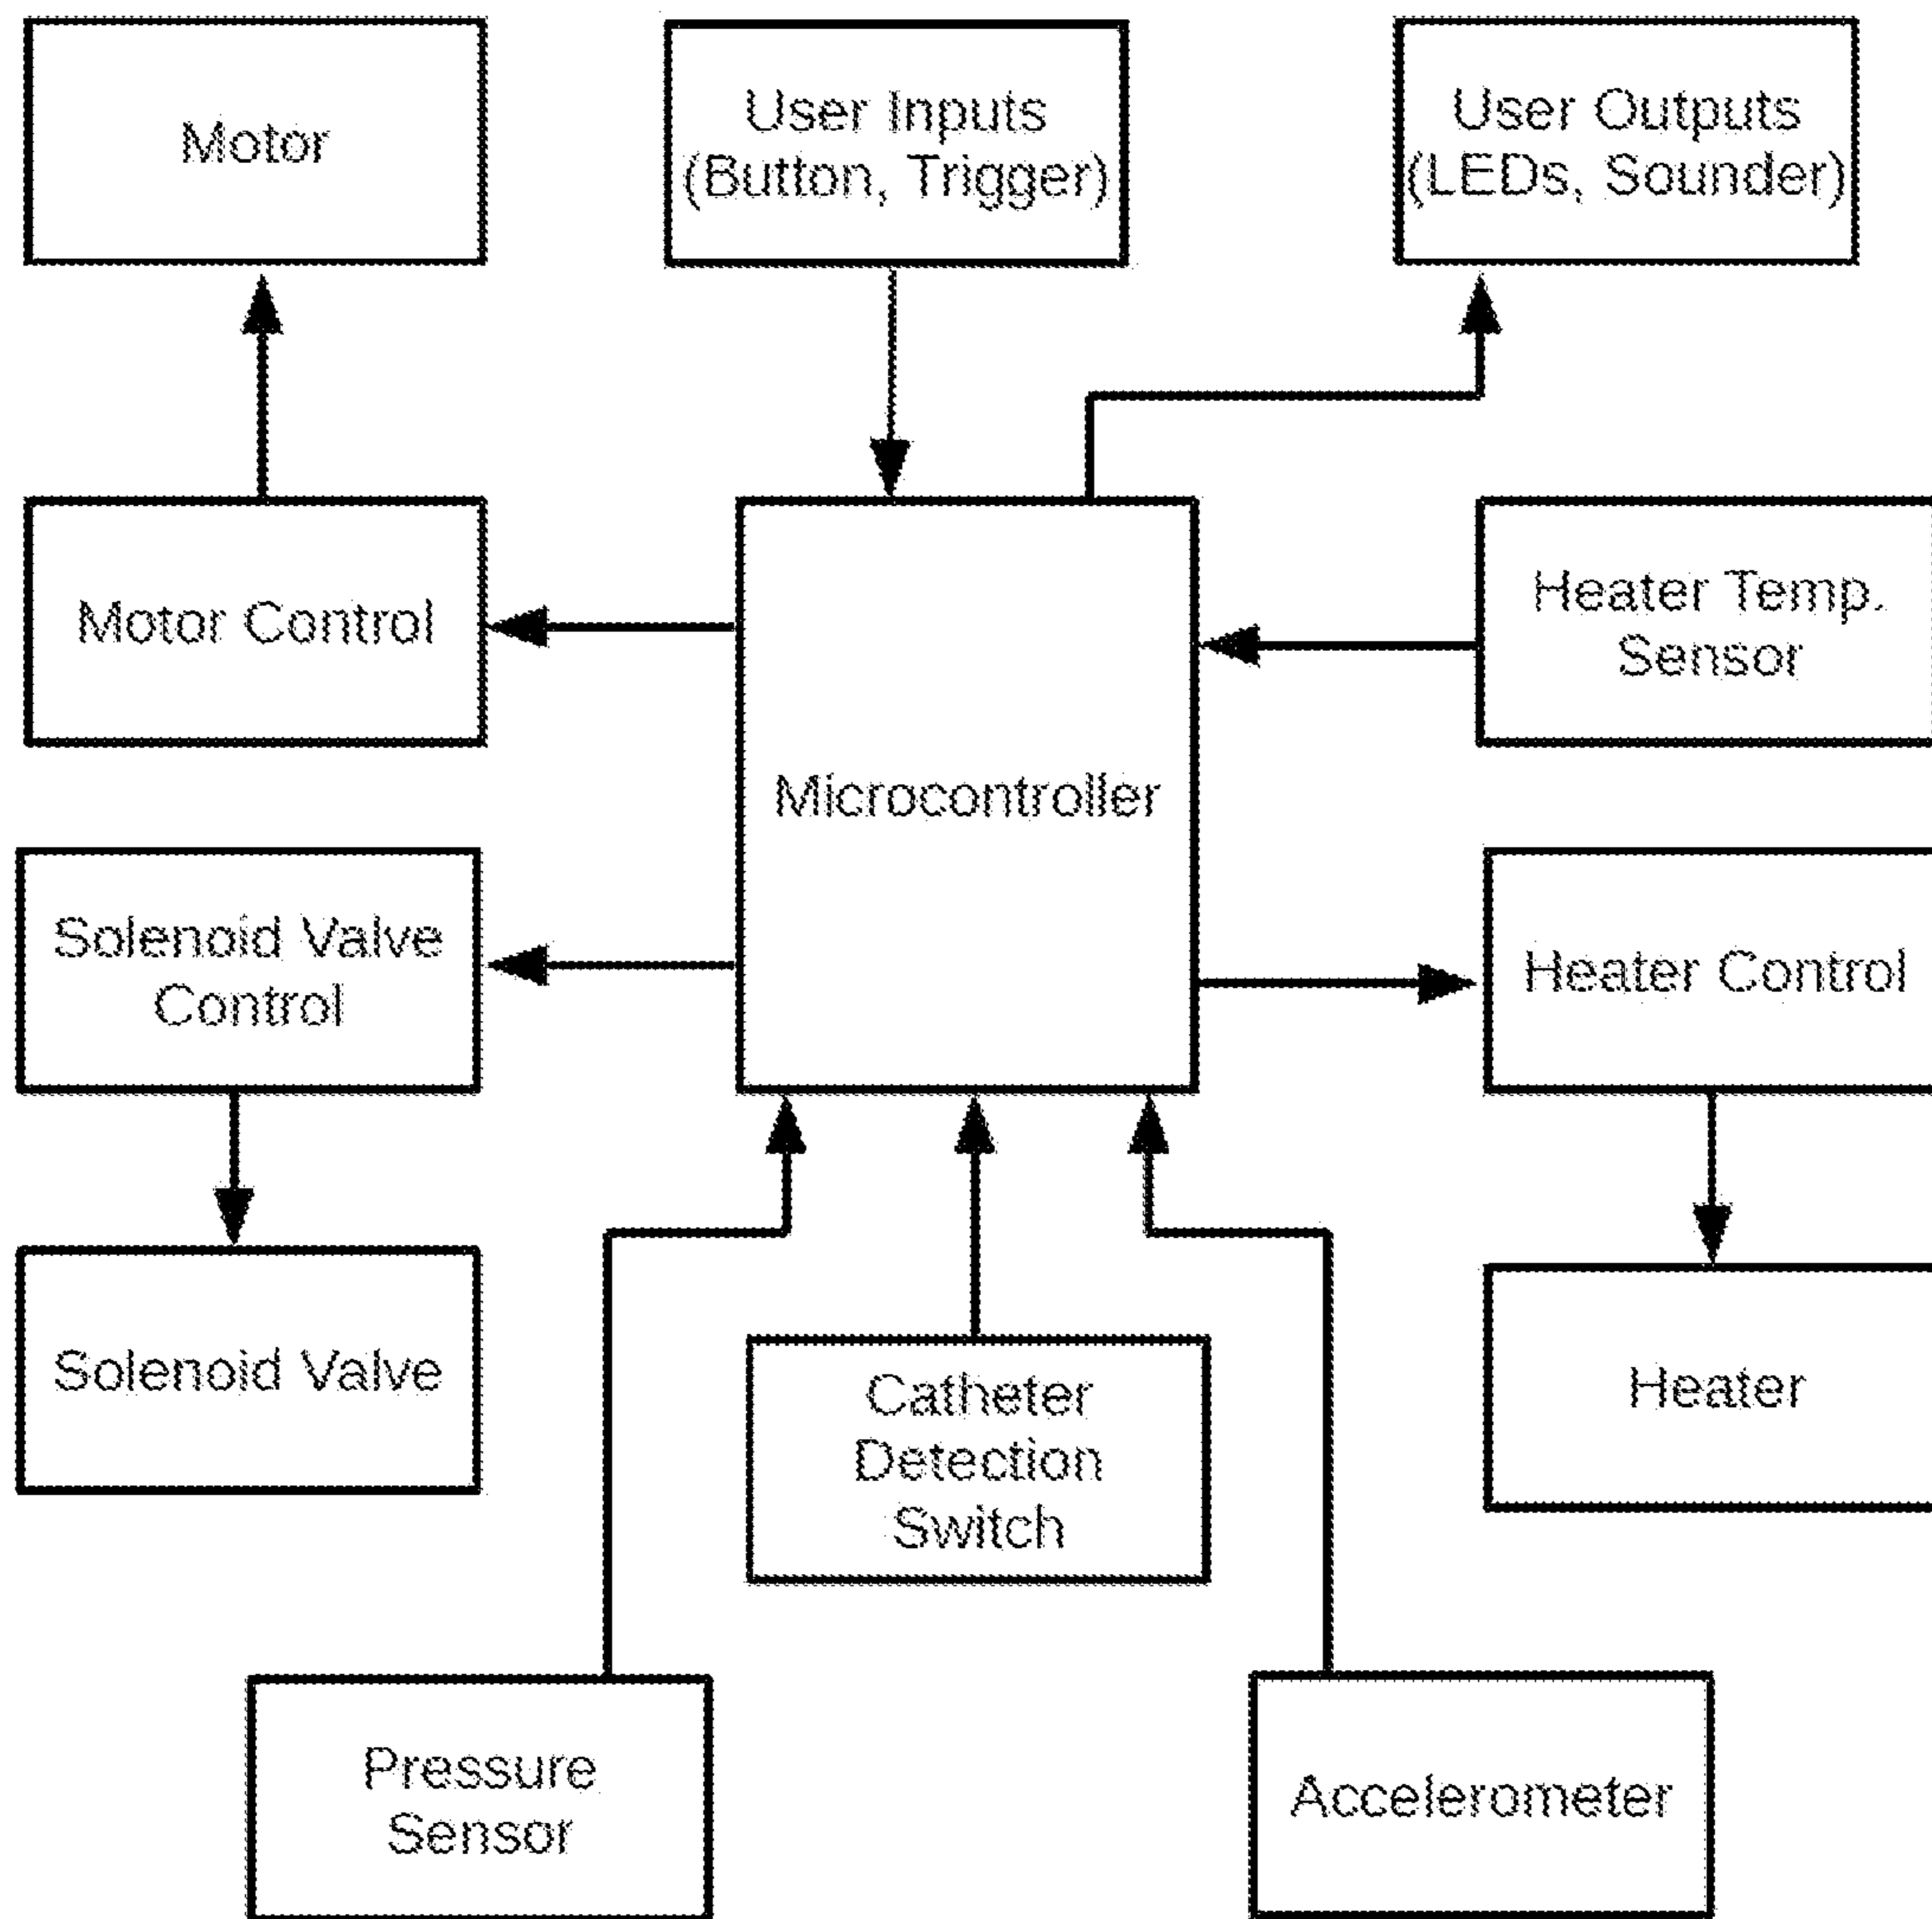 Motor
User Inputs
(Button, Trigger)
User Outputs
(LEDs, Sounder)
Motor Control
Microcontroller
Heater Temp.
Sensor
Solenoid Valve
Control
Heater Control
Solenoid Valve
Catheter
Detection
Switch
Heater
Pressure
Sensor
Accelerometer